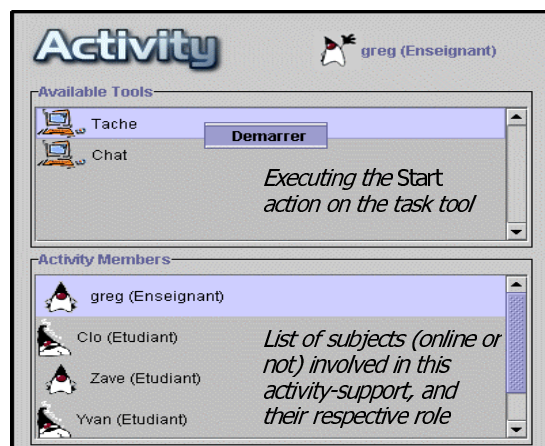 Activity
greg (Enseignant)
Available Tools
Tache
Demarrer
Chat
Executing the Start
action on the task tool
Activity Members
greg (Enseignant)
Clo (Etudiant)
Zave (Etudiant)
Yvan (Etudiant)
List of subjects (online or
not) involved in this
activity-support, and
their respective role